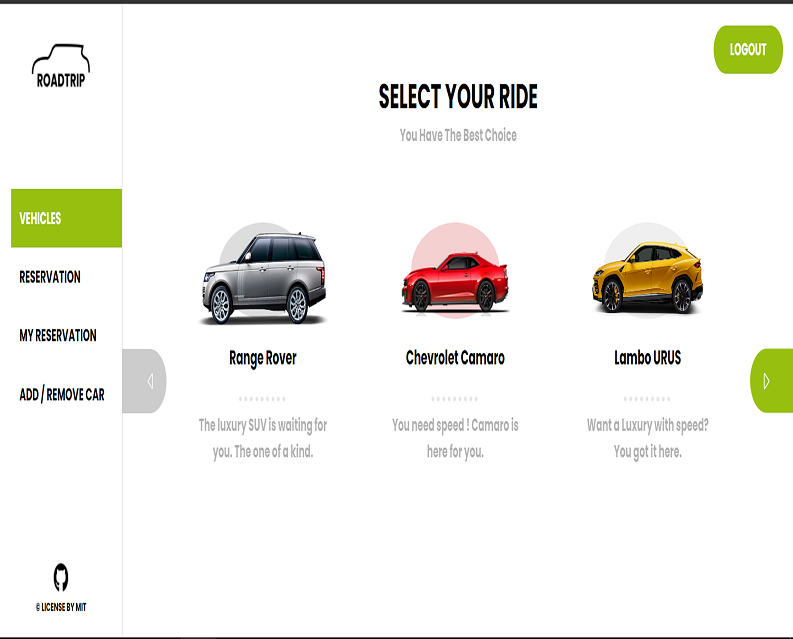 ROADTRIP
LOGOUT
SELECT YOUR RIDE
You Have The Best Choice
VEHICLES
RESERVATION
MY RESERVATION
ADD / REMOVE CAR
Range Rover
The luxury SUV is waiting for
you. The one of a kind.
Chevrolet Camaro
You need speed ! Camaro is
here for you.
Lambo URUS
Want a Luxury with speed?
You got it here.
© LICENSE BY MIT